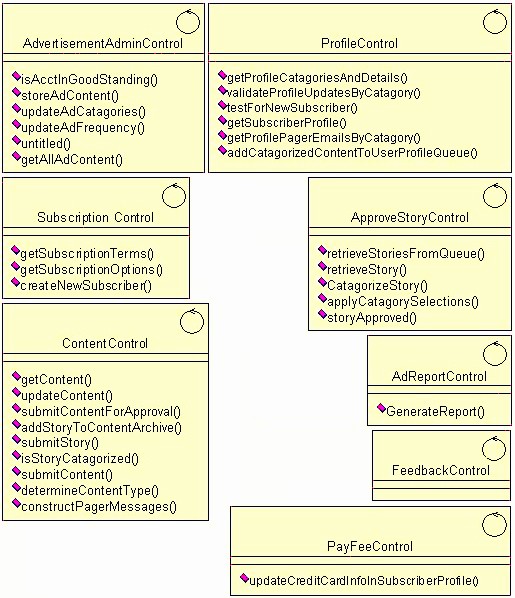 AdvertisementAdminControl
isAcctInGoodStanding()
storeAdContent()
updateAdCatagories()
updateAdFrequency()
untitled()
getAllAdContent()
ProfileControl
getProfileCatagoriesAndDetails()
validateProfileUpdatesByCatagory()
testForNewSubscriber()
getSubscriberProfile()
getProfilePagerEmailsByCatagory()
addCatagorizedContentToUserProfileQueue()
Subscription Control
getSubscriptionTerms()
getSubscriptionOptions()
createNewSubscriber()
ApproveStoryControl
retrieveStoriesFromQueue()
retrieveStory()
CatagorizeStory()
applyCatagorySelections()
storyApproved()
ContentControl
getContent()
updateContent()
submitContentForApproval()
addStoryToContentArchive()
submitStory()
isStoryCatagorized()
submitContent()
determineContentType()
constructPagerMessages()
AdReportControl
GenerateReport()
FeedbackControl
PayFeeControl
updateCreditCardInfoInSubscriberProfile()